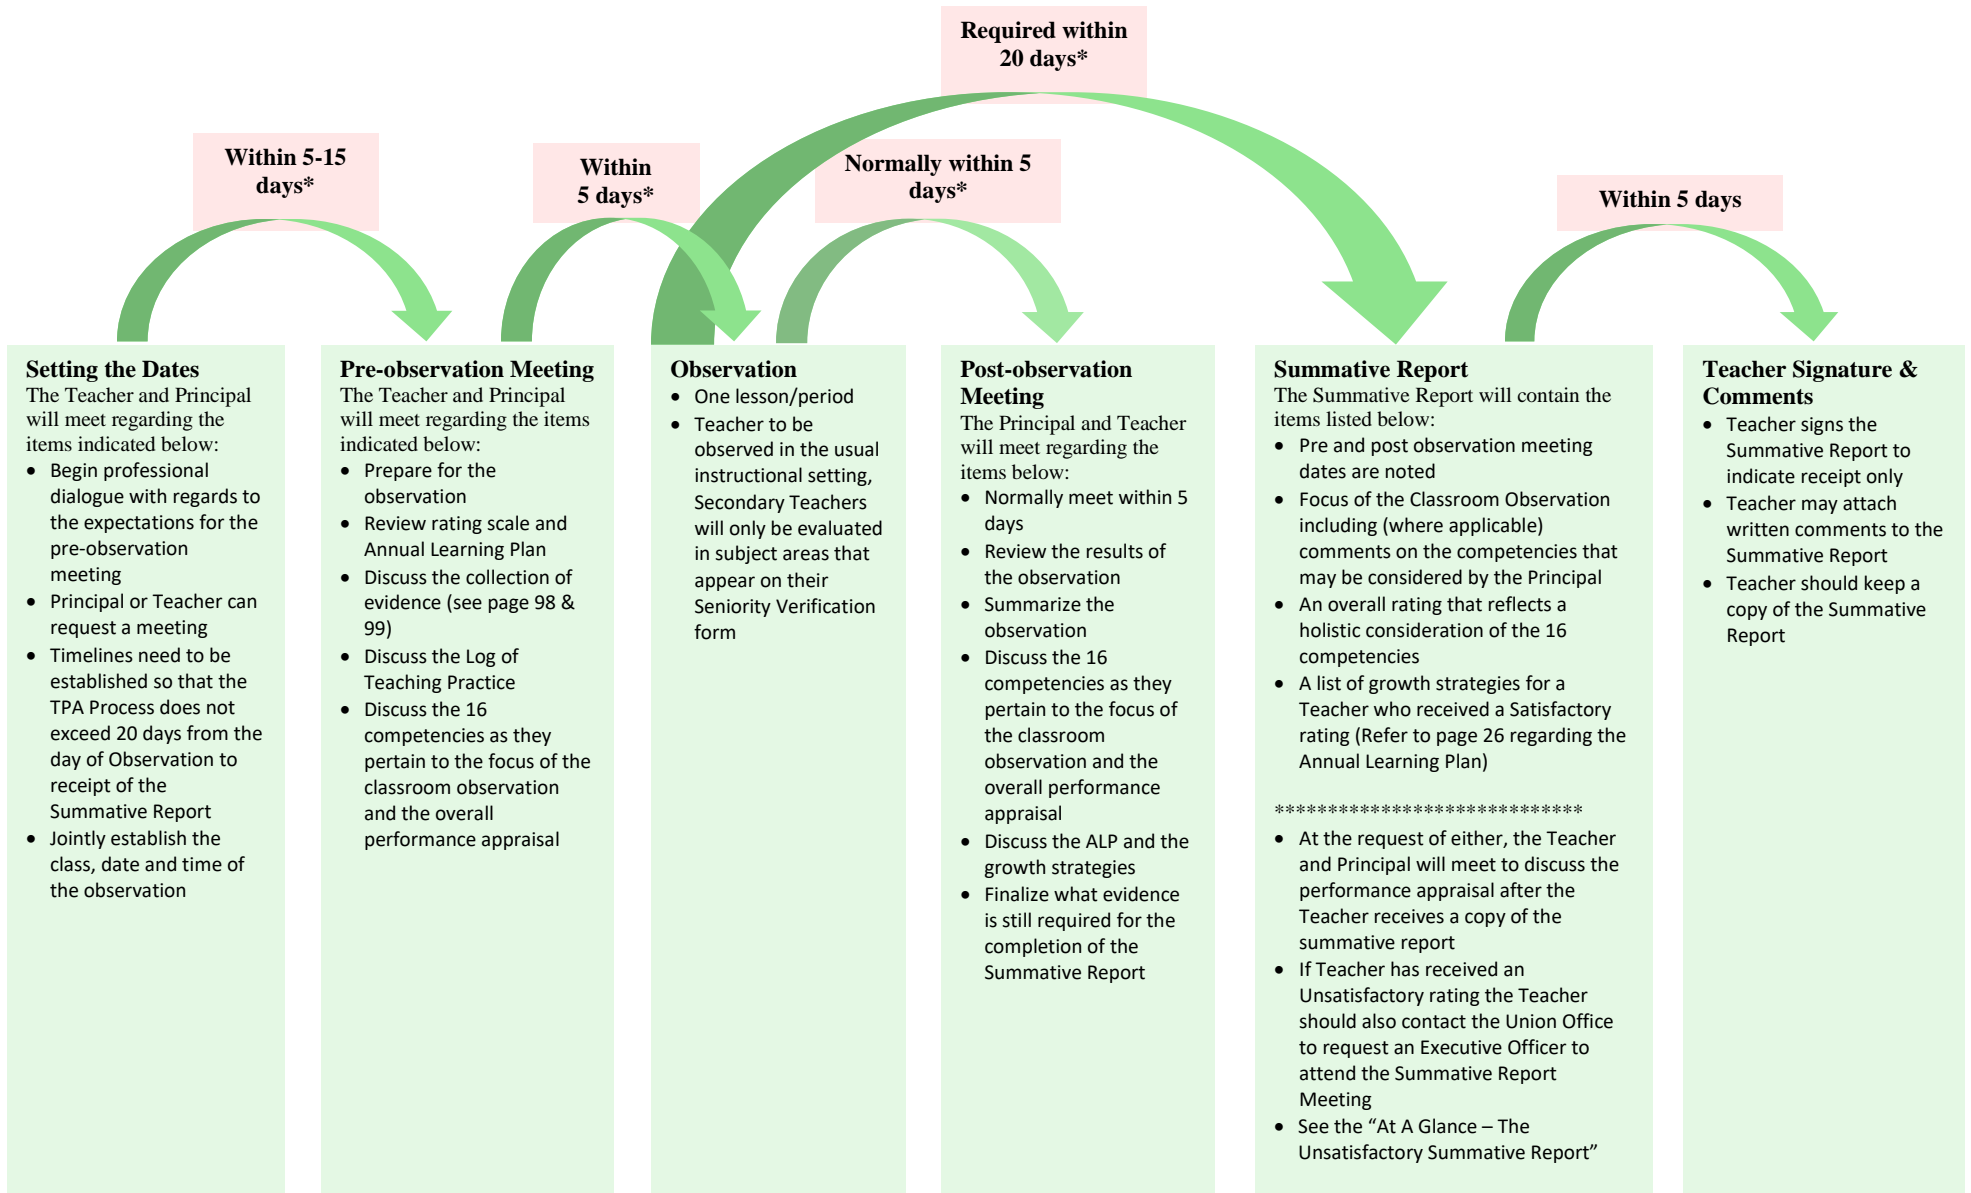 Required within
20 days*
Within 5-15
days*
Within
5 days*
Normally within 5
days*
Within 5 days
Setting the Dates
The Teacher and Principal
will meet regarding the
items indicated below:
• Begin professional
dialogue with regards to
the expectations for the
pre-observation
meeting
• Principal or Teacher can
request a meeting
• Timelines need to be
established so that the
TPA Process does not
exceed 20 days from the
day of Observation to
receipt of the
Summative Report
• Jointly establish the
class, date and time of
the observation
Pre-observation Meeting
The Teacher and Principal
will meet regarding the items
indicated below:
• Prepare for the
observation
• Review rating scale and
Annual Learning Plan
• Discuss the collection of
evidence (see page 98 &
99)
• Discuss the Log of
Teaching Practice
• Discuss the 16
competencies as they
pertain to the focus of the
classroom observation
and the overall
performance appraisal
Observation
• One lesson/period
• Teacher to be
observed in the usual
instructional setting,
Secondary Teachers
will only be evaluated
in subject areas that
appear on their
Seniority Verification
form
Post-observation
Meeting
The Principal and Teacher
will meet regarding the
items below:
• Normally meet within 5
days
• Review the results of
the observation
• Summarize the
observation
• Discuss the 16
competencies as they
pertain to the focus of
the classroom
observation and the
overall performance
appraisal
• Discuss the ALP and the
growth strategies
• Finalize what evidence
is still required for the
completion of the
Summative Report
Summative Report
The Summative Report will contain the
items listed below:
• Pre and post observation meeting
dates are noted
• Focus of the Classroom Observation
including (where applicable)
comments on the competencies that
may be considered by the Principal
• An overall rating that reflects a
holistic consideration of the 16
competencies
• A list of growth strategies for a
Teacher who received a Satisfactory
rating (Refer to page 26 regarding the
Annual Learning Plan)
*****************************
• At the request of either, the Teacher
and Principal will meet to discuss the
performance appraisal after the
Teacher receives a copy of the
summative report
• If Teacher has received an
Unsatisfactory rating the Teacher
should also contact the Union Office
to request an Executive Officer to
attend the Summative Report
Meeting
• See the “At A Glance – The
Unsatisfactory Summative Report”
Teacher Signature &
Comments
• Teacher signs the
Summative Report to
indicate receipt only
• Teacher may attach
written comments to the
Summative Report
• Teacher should keep a
copy of the Summative
Report